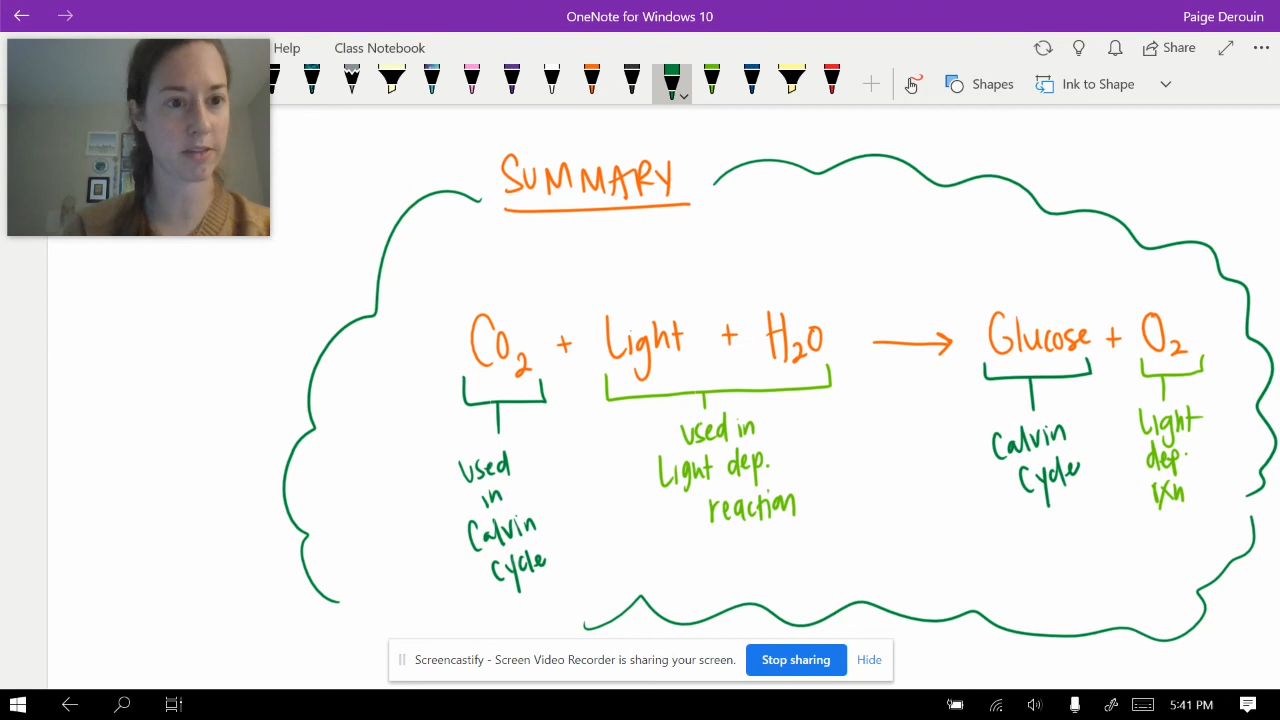 OneNote for Windows 10
Paige Derouin
Help
Class Notebook
Share
Shapes
Ink to Shape
SUMMARY
CO2 + Light + H2O → Glucose + O2
used
in
Calvin
Cycle
used in
Light dep.
reaction
Calvin
Cycle
Light
dep.
rxn
Screencastify - Screen Video Recorder is sharing your screen.
Stop sharing
Hide
5:41 PM